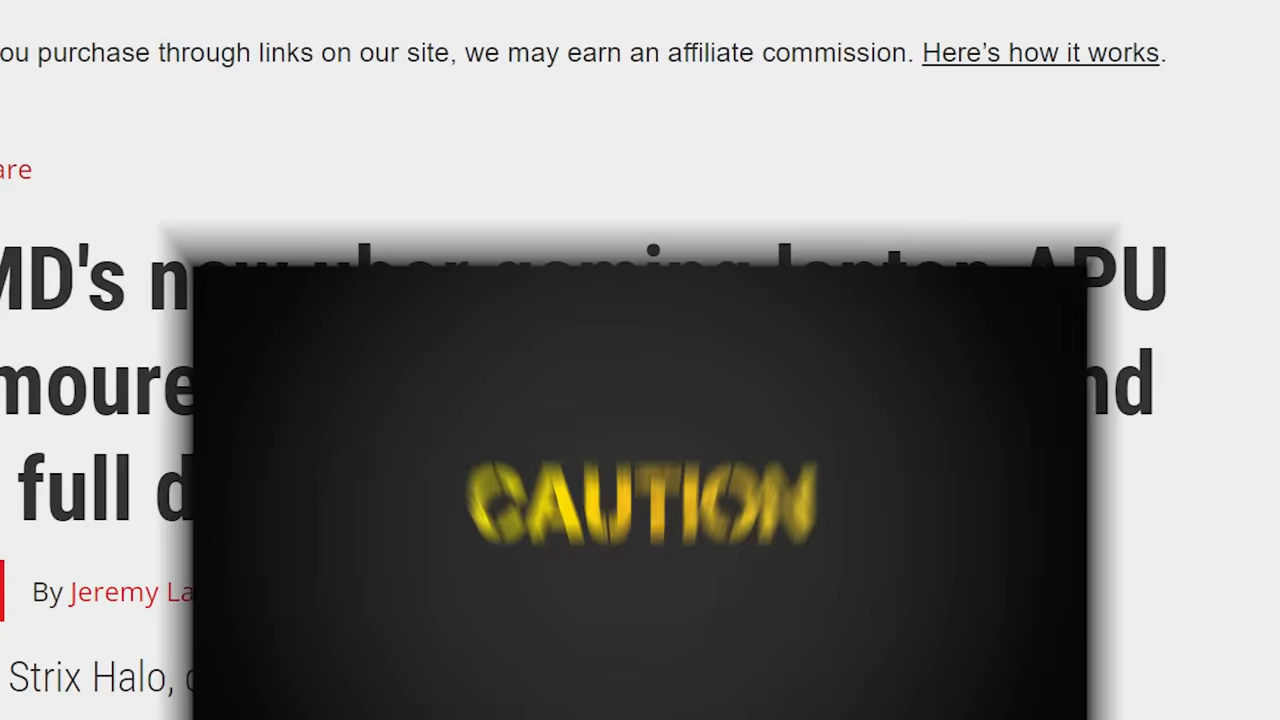 ou purchase through links on our site, we may earn an affiliate commission. Here's how it works.
are
MD's new uber gaming laptop APU
moure nd
full d
By Jeremy La
Strix Halo,
CAUTION